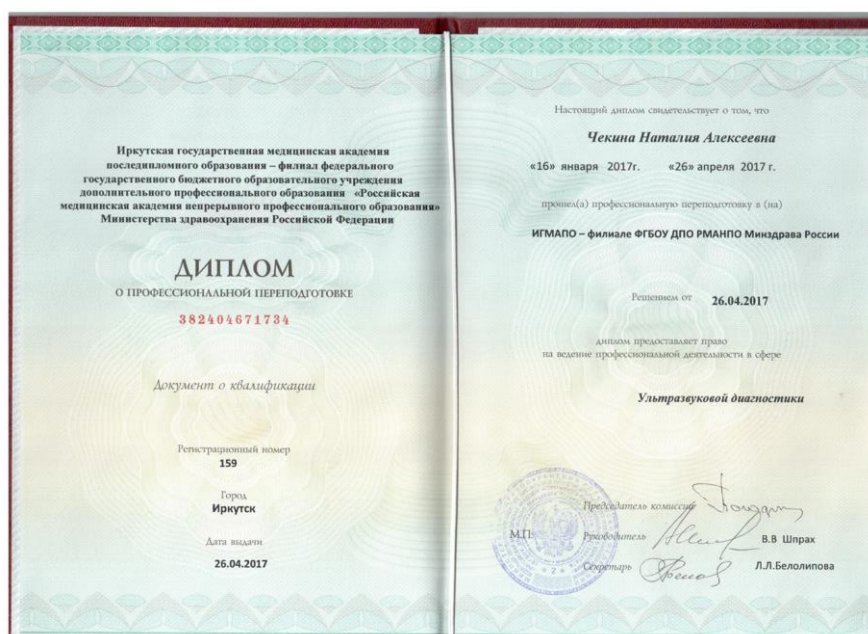 Иркутская государственная медицинская академия
последипломного образования – филиал федерального
государственного бюджетного образовательного учреждения
дополнительного профессионального образования «Российская
медицинская академия непрерывного профессионального образования»
Министерства здравоохранения Российской Федерации
ДИПЛОМ
О ПРОФЕССИОНАЛЬНОЙ ПЕРЕПОДГОТОВКЕ
382404671734
Документ о квалификации
Регистрационный номер
159
Город
Иркутск
Дата выдачи
26.04.2017
Настоящий диплом свидетельствует о том, что
Чекина Наталия Алексеевна
«16» января 2017г. «26» апреля 2017 г.
прошел(а) профессиональную переподготовку в (на)
ИГМАПО – филиале ФГБОУ ДПО РМАНПО Минздрава России
Решением от 26.04.2017
диплом предоставляет право
на ведение профессиональной деятельности в сфере
Ультразвуковой диагностики
Председатель комиссии
М.П. Руководитель В.В Шпрах
Секретарь Л.Л.Белолипова